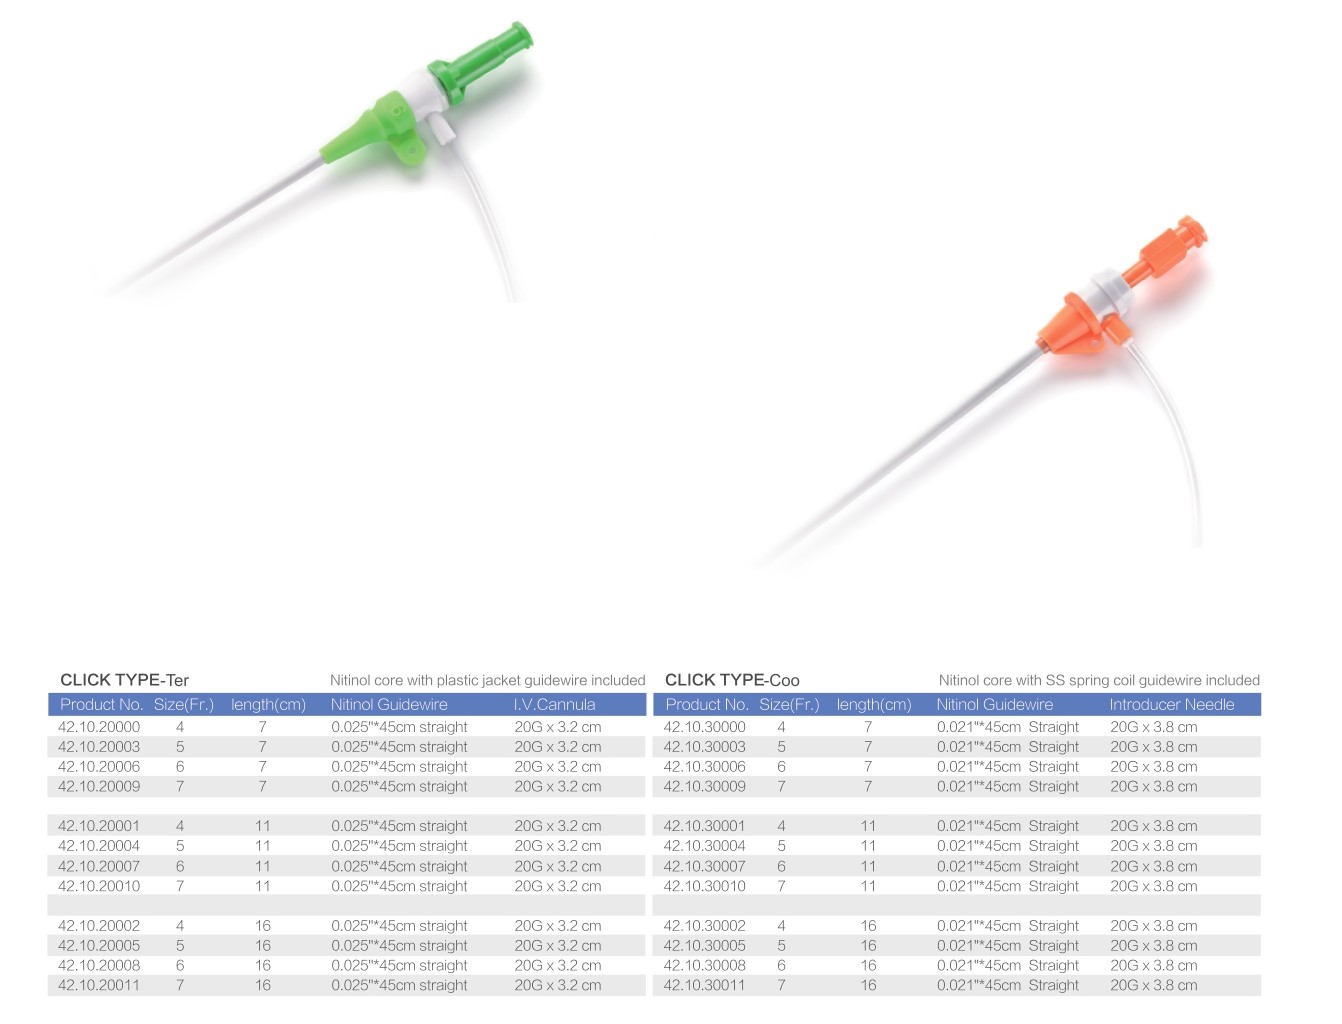 CLICK TYPE-Ter Nitinol core with plastic jacket guidewire included
Product No. Size(Fr.) length(cm) Nitinol Guidewire I.V.Cannula
42.10.20000 4 7 0.025"*45cm straight 20G x 3.2 cm
42.10.20003 5 7 0.025"*45cm straight 20G x 3.2 cm
42.10.20006 6 7 0.025"*45cm straight 20G x 3.2 cm
42.10.20009 7 7 0.025"*45cm straight 20G x 3.2 cm
42.10.20001 4 11 0.025"*45cm straight 20G x 3.2 cm
42.10.20004 5 11 0.025"*45cm straight 20G x 3.2 cm
42.10.20007 6 11 0.025"*45cm straight 20G x 3.2 cm
42.10.20010 7 11 0.025"*45cm straight 20G x 3.2 cm
42.10.20002 4 16 0.025"*45cm straight 20G x 3.2 cm
42.10.20005 5 16 0.025"*45cm straight 20G x 3.2 cm
42.10.20008 6 16 0.025"*45cm straight 20G x 3.2 cm
42.10.20011 7 16 0.025"*45cm straight 20G x 3.2 cm
CLICK TYPE-Coo Nitinol core with SS spring coil guidewire included
Product No. Size(Fr.) length(cm) Nitinol Guidewire Introducer Needle
42.10.30000 4 7 0.021"*45cm Straight 20G x 3.8 cm
42.10.30003 5 7 0.021"*45cm Straight 20G x 3.8 cm
42.10.30006 6 7 0.021"*45cm Straight 20G x 3.8 cm
42.10.30009 7 7 0.021"*45cm Straight 20G x 3.8 cm
42.10.30001 4 11 0.021"*45cm Straight 20G x 3.8 cm
42.10.30004 5 11 0.021"*45cm Straight 20G x 3.8 cm
42.10.30007 6 11 0.021"*45cm Straight 20G x 3.8 cm
42.10.30010 7 11 0.021"*45cm Straight 20G x 3.8 cm
42.10.30002 4 16 0.021"*45cm Straight 20G x 3.8 cm
42.10.30005 5 16 0.021"*45cm Straight 20G x 3.8 cm
42.10.30008 6 16 0.021"*45cm Straight 20G x 3.8 cm
42.10.30011 7 16 0.021"*45cm Straight 20G x 3.8 cm